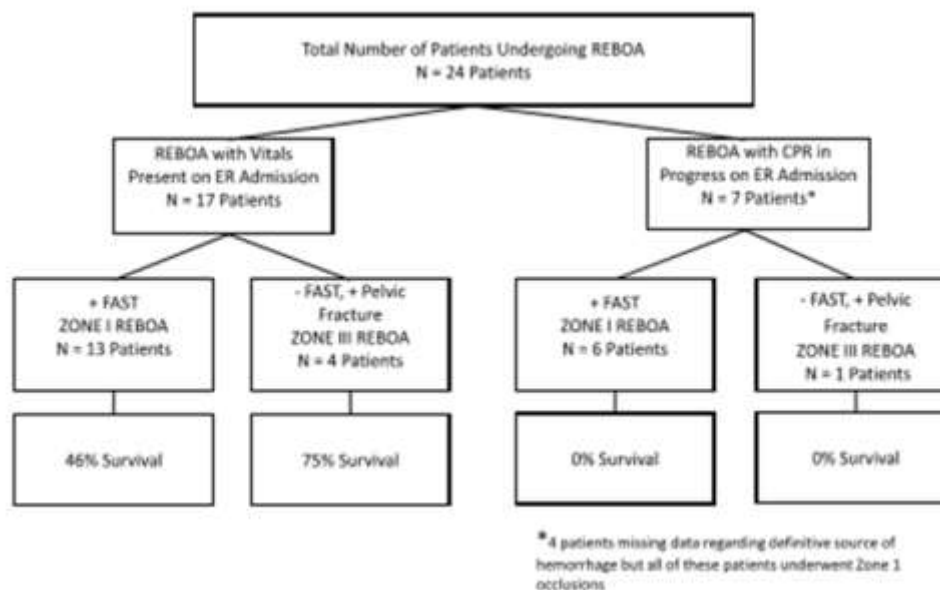 Total Number of Patients Undergoing REBOA
N = 24 Patients
REBOA with Vitals
Present on ER Admission
N = 17 Patients
REBOA with CPR in
Progress on ER Admission
N = 7 Patients*
+ FAST
ZONE I REBOA
N = 13 Patients
- FAST, + Pelvic
Fracture
ZONE III REBOA
N = 4 Patients
+ FAST
ZONE I REBOA
N = 6 Patients
- FAST, + Pelvic
Fracture
ZONE III REBOA
N = 1 Patients
46% Survival
75% Survival
0% Survival
0% Survival
*4 patients missing data regarding definitive source of
hemorrhage but all of these patients underwent Zone 1
occlusions